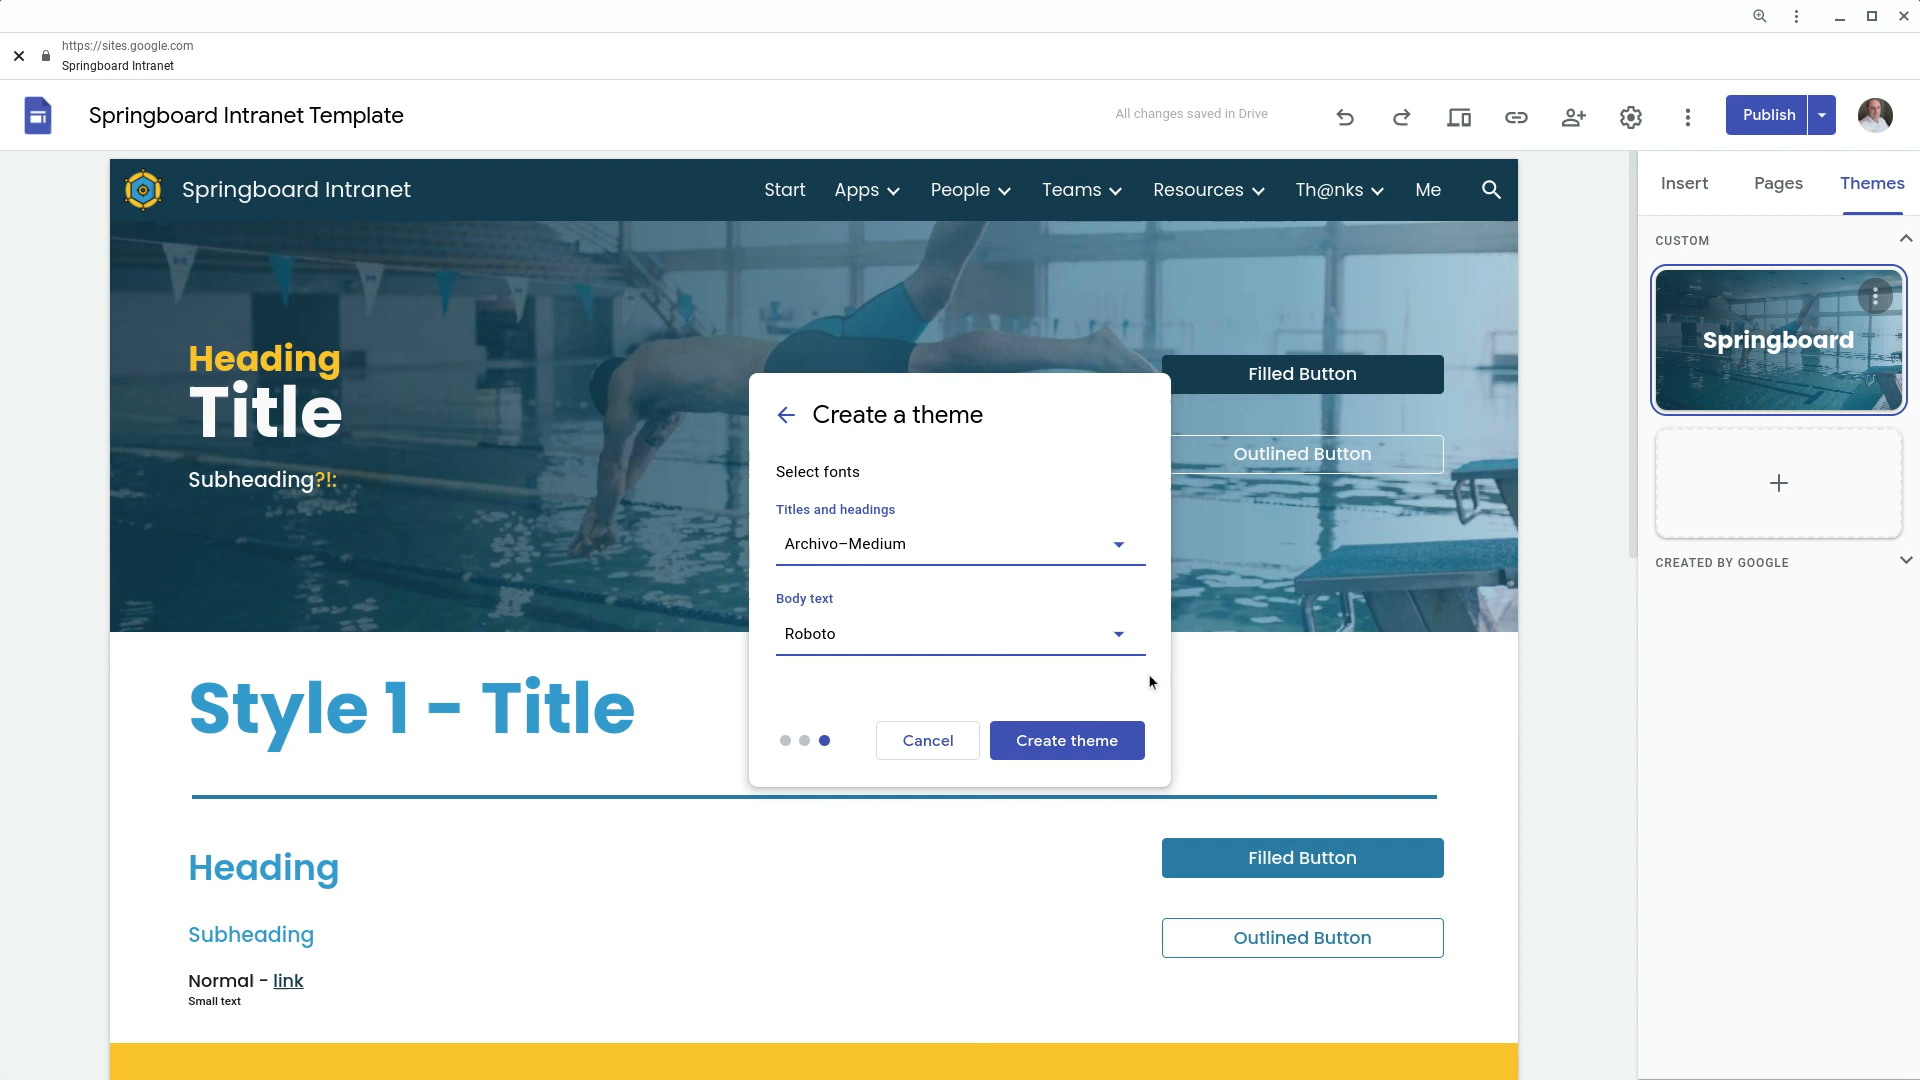 https://sites.google.com
Springboard Intranet
Springboard Intranet Template
All changes saved in Drive
Publish
Springboard Intranet
Start
Apps
People
Teams
Resources
Th@nks
Me
Insert
Pages
Themes
CUSTOM
Springboard
+
CREATED BY GOOGLE
Heading
Title
Subheading?!:
Filled Button
Outlined Button
Create a theme
Select fonts
Titles and headings
Archivo–Medium
Body text
Roboto
Cancel
Create theme
Style 1 - Title
Heading
Subheading
Normal - link
Small text
Filled Button
Outlined Button